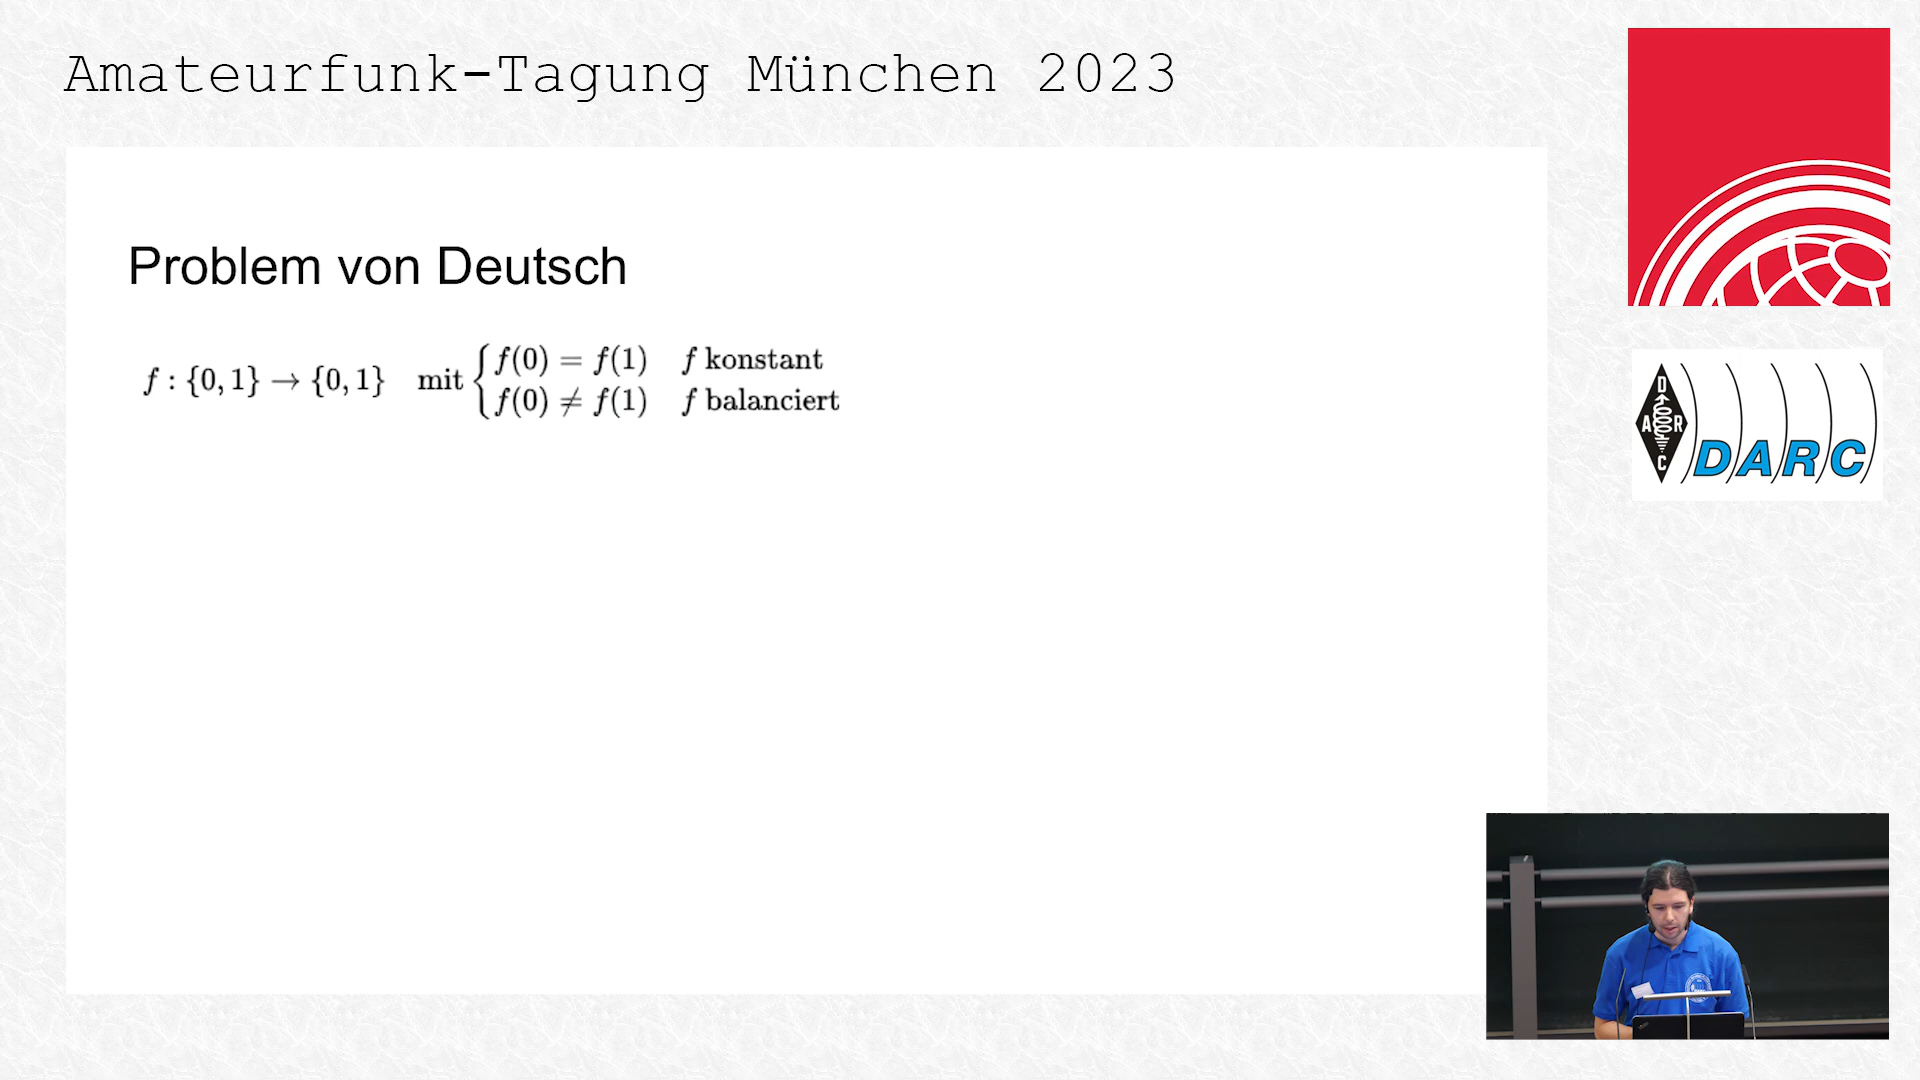 Amateurfunk-Tagung München 2023
Problem von Deutsch
f : {0, 1} → {0, 1} mit { f(0) = f(1) f konstant
f(0) ≠ f(1) f balanciert
D
A R
C
DARC